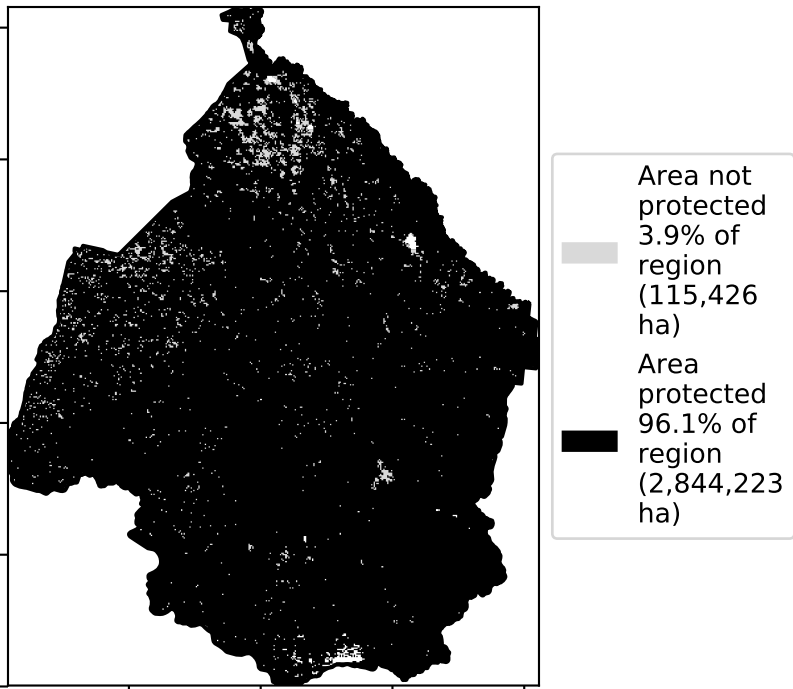 Area not
protected
3.9% of
region
(115,426
ha)
Area
protected
96.1% of
region
(2,844,223
ha)